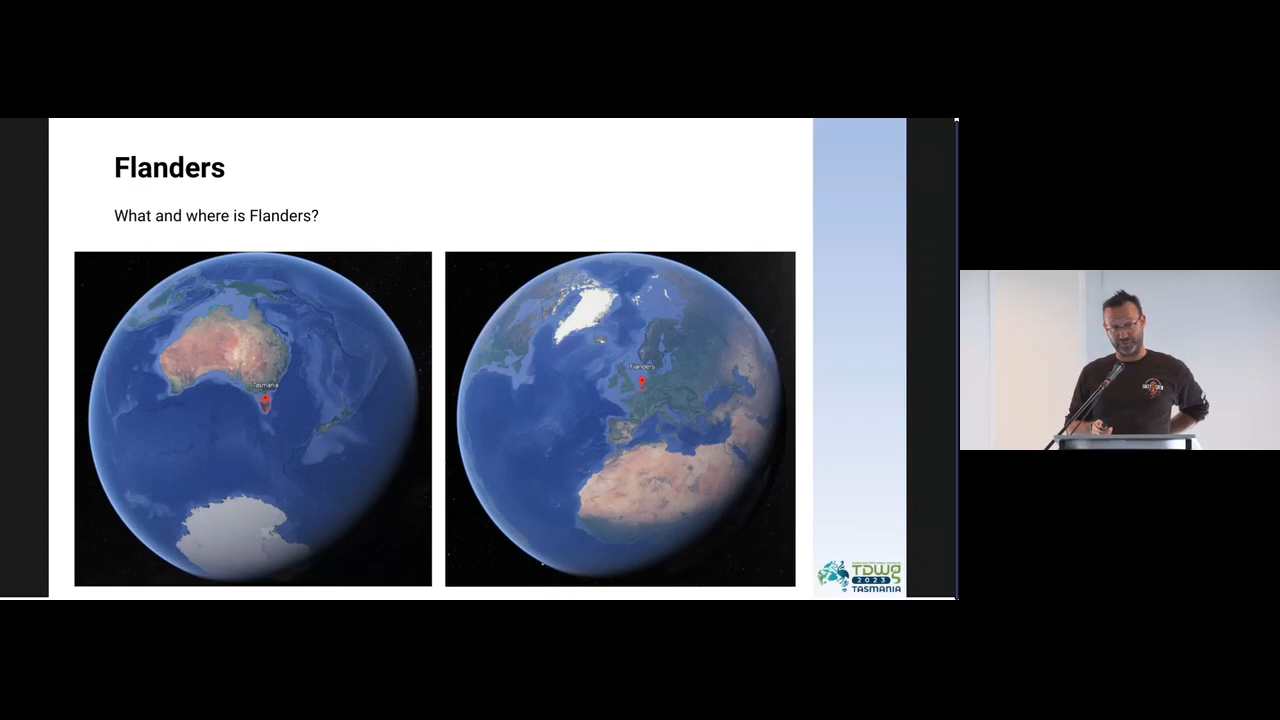 Flanders
What and where is Flanders?
Tasmania
Flanders
TDWG
2023
TASMANIA